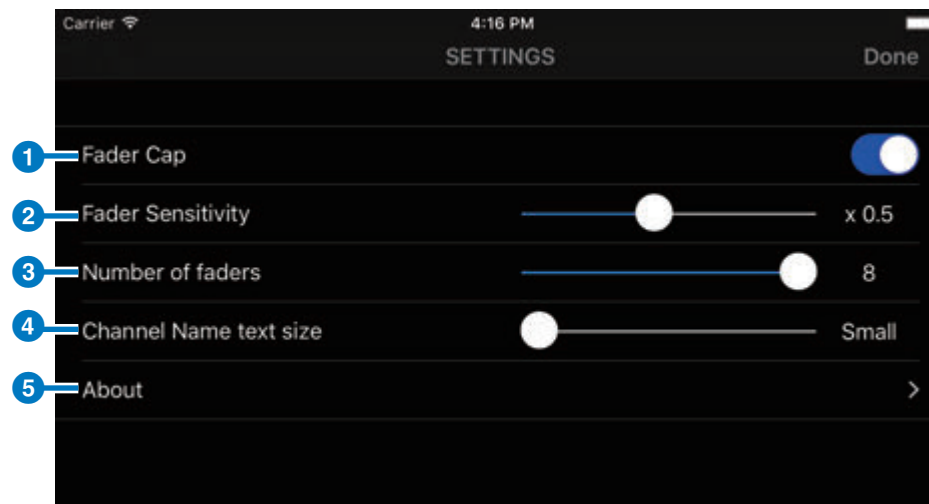 Carrier 4:16 PM
SETTINGS Done
1 Fader Cap
2 Fader Sensitivity x 0.5
3 Number of faders 8
4 Channel Name text size Small
5 About